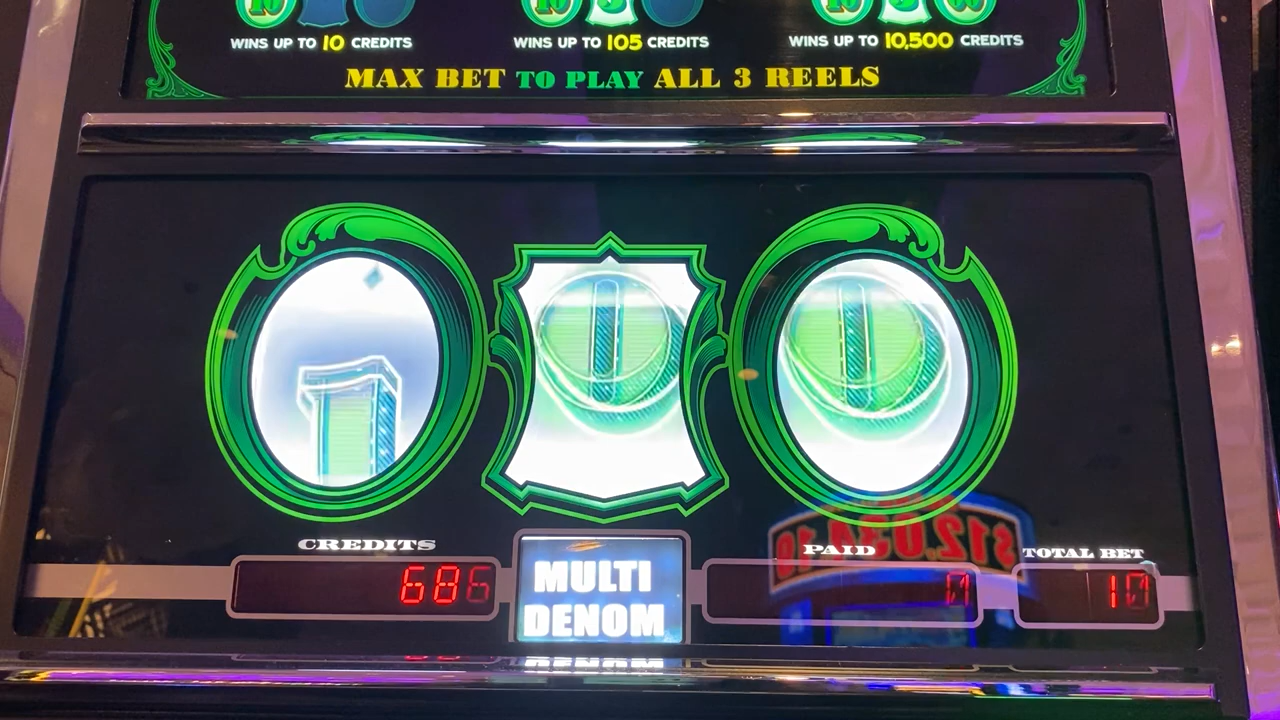 WINS UP TO 10 CREDITS
WINS UP TO 105 CREDITS
WINS UP TO 10,500 CREDITS
MAX BET TO PLAY ALL 3 REELS
CREDITS
PAID
TOTAL BET
MULTI
DENOM
686
0
10